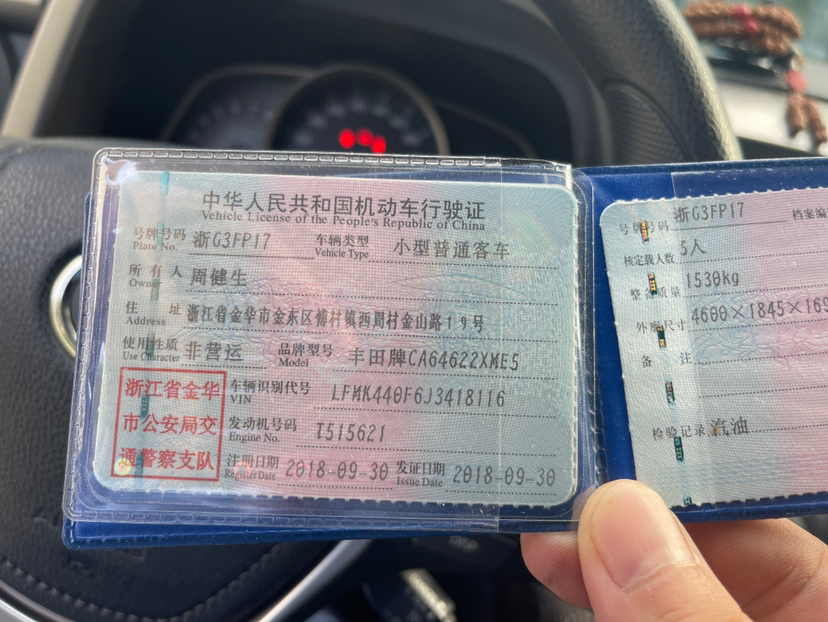 中华人民共和国机动车行驶证
Vehicle License of the People's Republic of China
号牌号码 浙G3FP17 车辆类型 小型普通客车
Plate No. Vehicle Type
所有人 周健生
Owner
住址 浙江省金华市金东区傅村镇西周村金山路19号
Address
使用性质 非营运 品牌型号 丰田牌CA64622XME5
Use Character Model
浙江省金华
市公安局交
通警察支队
车辆识别代号 LFMK440F6J3418116
VIN
发动机号码 T515621
Engine No.
注册日期 2018-09-30 发证日期 2018-09-30
Register Date Issue Date
号牌号码 浙G3FP17 档案编
核定载人数 5人
整备质量 1530kg
外廓尺寸 4600×1845×169
备注
检验记录 汽油